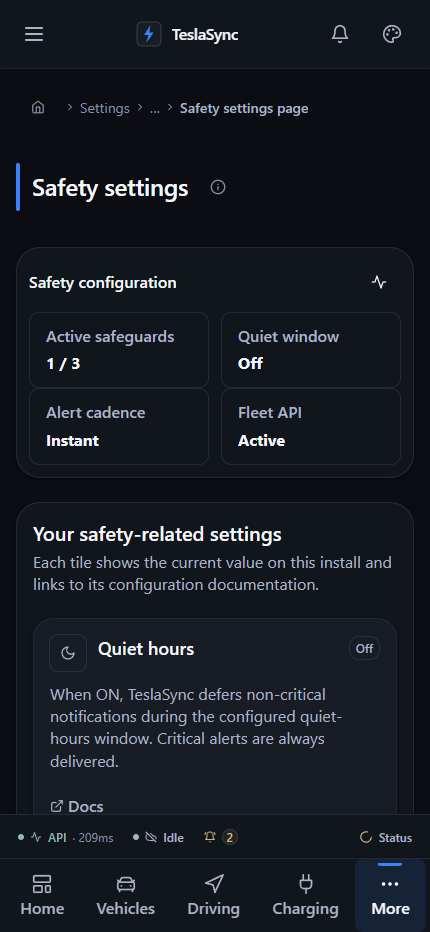 TeslaSync
Settings
...
Safety settings page
Safety settings
Safety configuration
Active safeguards
1 / 3
Quiet window
Off
Alert cadence
Instant
Fleet API
Active
Your safety-related settings
Each tile shows the current value on this install and
links to its configuration documentation.
Quiet hours
Off
When ON, TeslaSync defers non-critical
notifications during the configured quiet-
hours window. Critical alerts are always
delivered.
Docs
API · 209ms
Idle
2
Status
Home
Vehicles
Driving
Charging
More